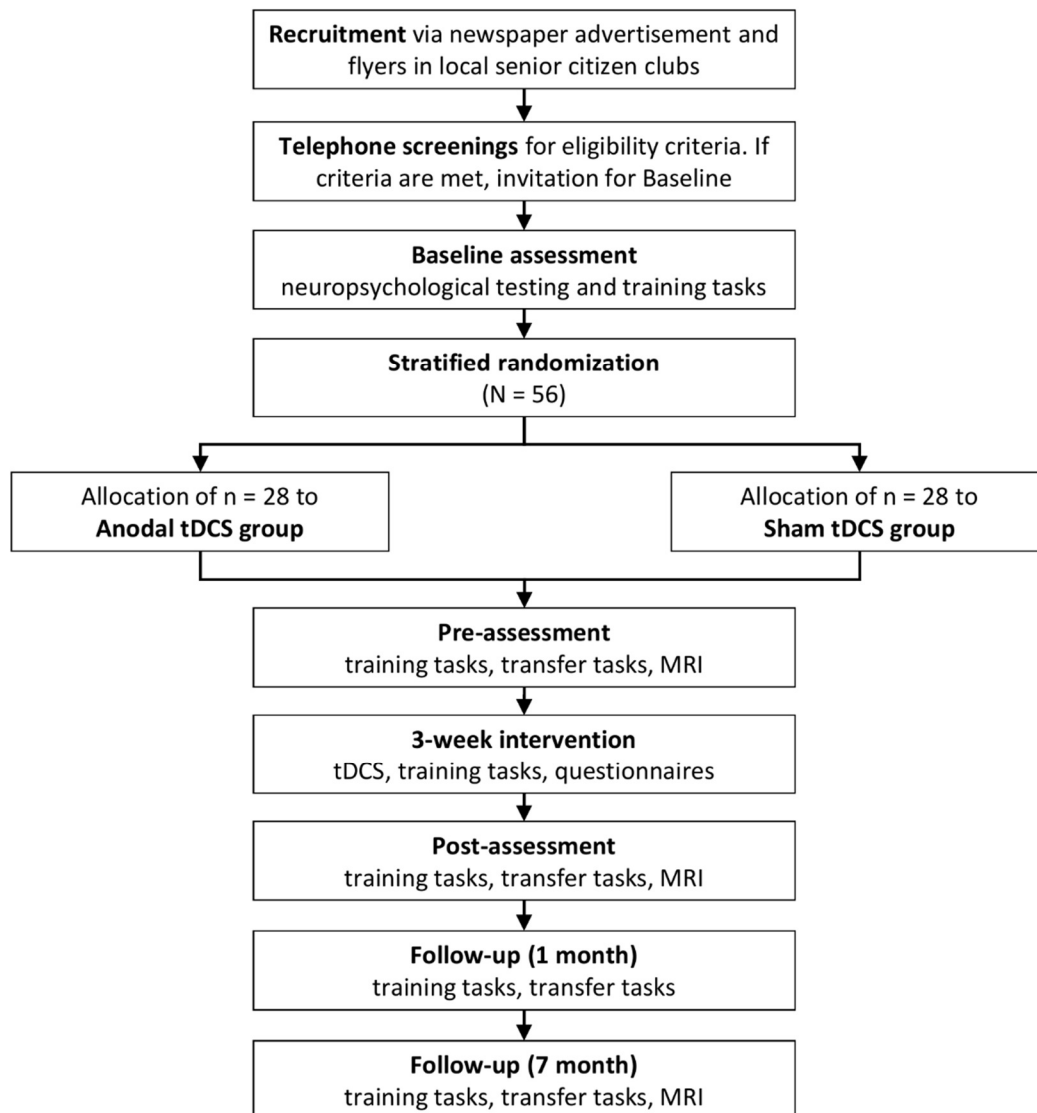 Recruitment via newspaper advertisement and
flyers in local senior citizen clubs
Telephone screenings for eligibility criteria. If
criteria are met, invitation for Baseline
Baseline assessment
neuropsychological testing and training tasks
Stratified randomization
(N = 56)
Allocation of n = 28 to
Anodal tDCS group
Allocation of n = 28 to
Sham tDCS group
Pre-assessment
training tasks, transfer tasks, MRI
3-week intervention
tDCS, training tasks, questionnaires
Post-assessment
training tasks, transfer tasks, MRI
Follow-up (1 month)
training tasks, transfer tasks
Follow-up (7 month)
training tasks, transfer tasks, MRI